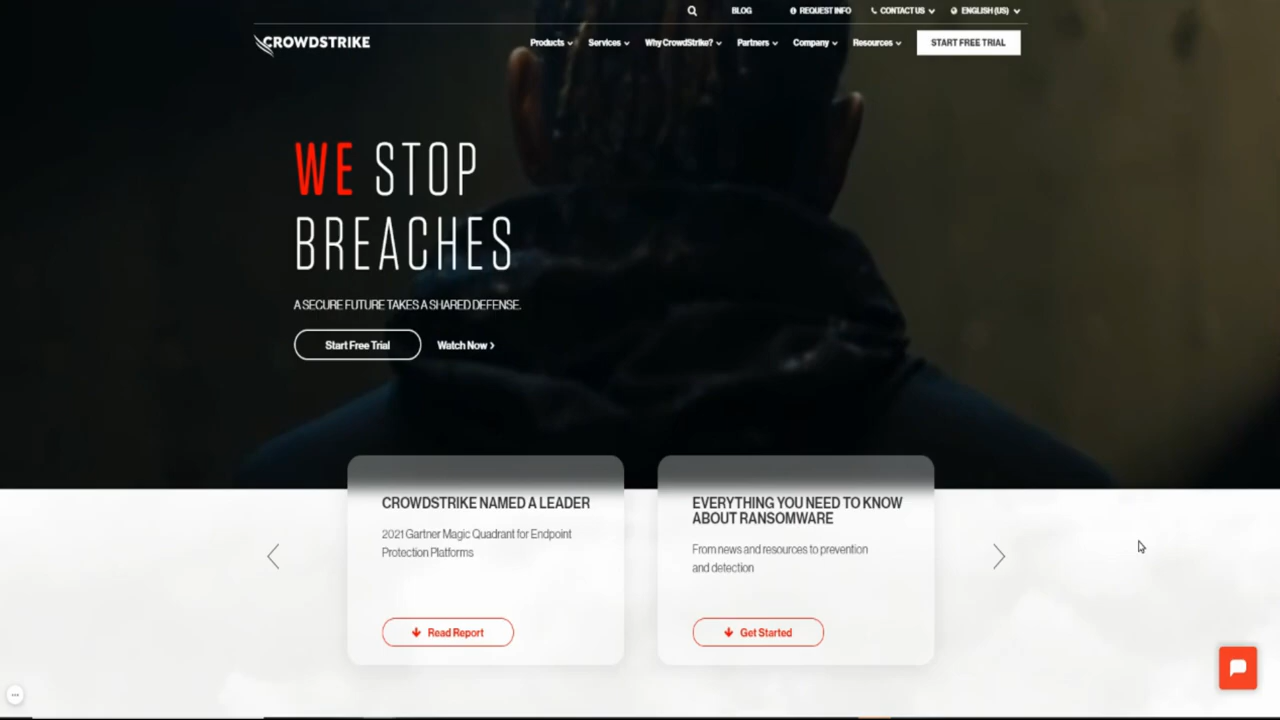 BLOG
REQUEST INFO
CONTACT US
ENGLISH (US)
CROWDSTRIKE
Products
Services
Why CrowdStrike?
Partners
Company
Resources
START FREE TRIAL
WE STOP
BREACHES
A SECURE FUTURE TAKES A SHARED DEFENSE.
Start Free Trial
Watch Now
CROWDSTRIKE NAMED A LEADER
2021 Gartner Magic Quadrant for Endpoint
Protection Platforms
Read Report
EVERYTHING YOU NEED TO KNOW
ABOUT RANSOMWARE
From news and resources to prevention
and detection
Get Started